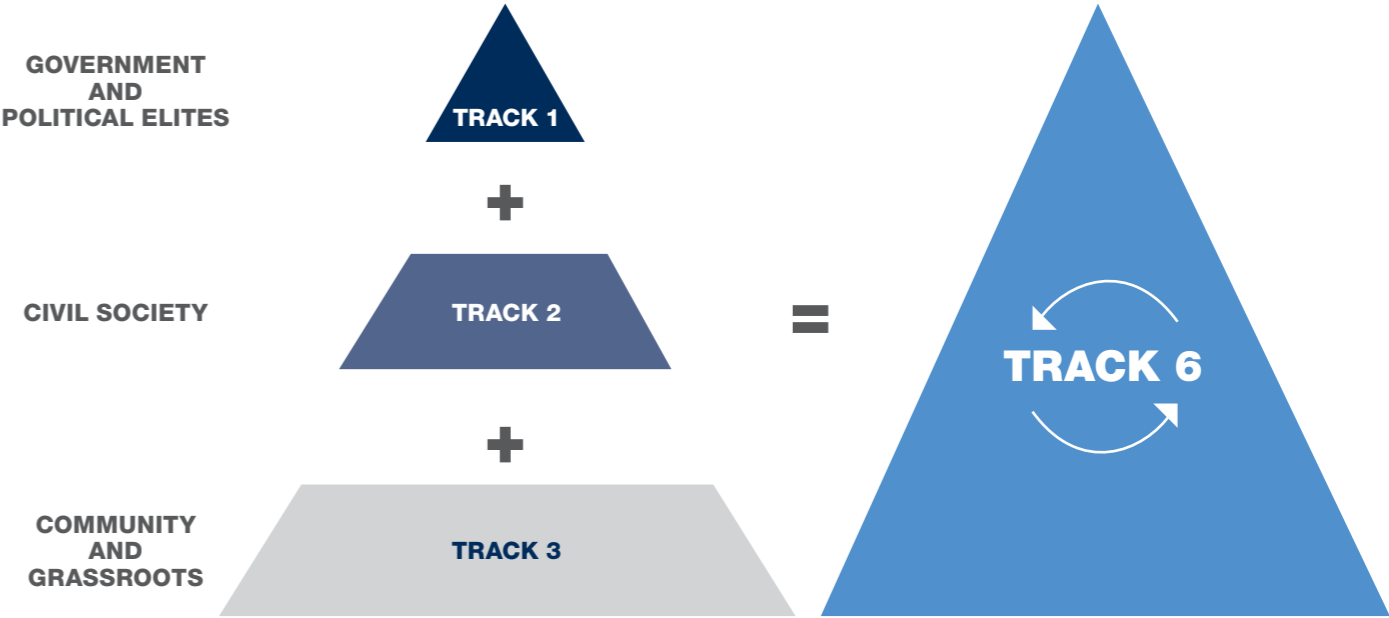 GOVERNMENT
AND
POLITICAL ELITES
TRACK 1
+
CIVIL SOCIETY
TRACK 2
=
TRACK 6
+
COMMUNITY
AND
GRASSROOTS
TRACK 3